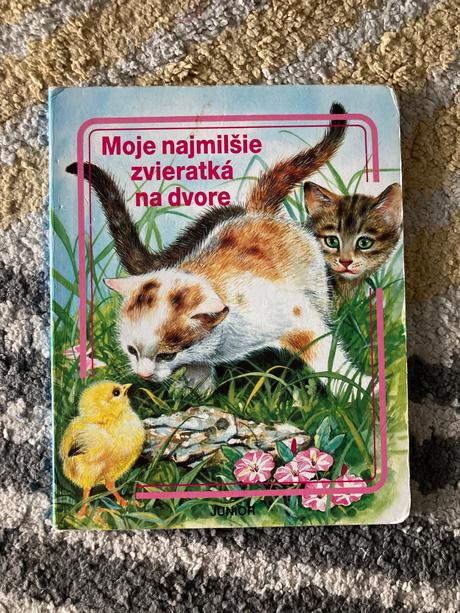 Moje najmilšie
zvieratká
na dvore
JUNIOR